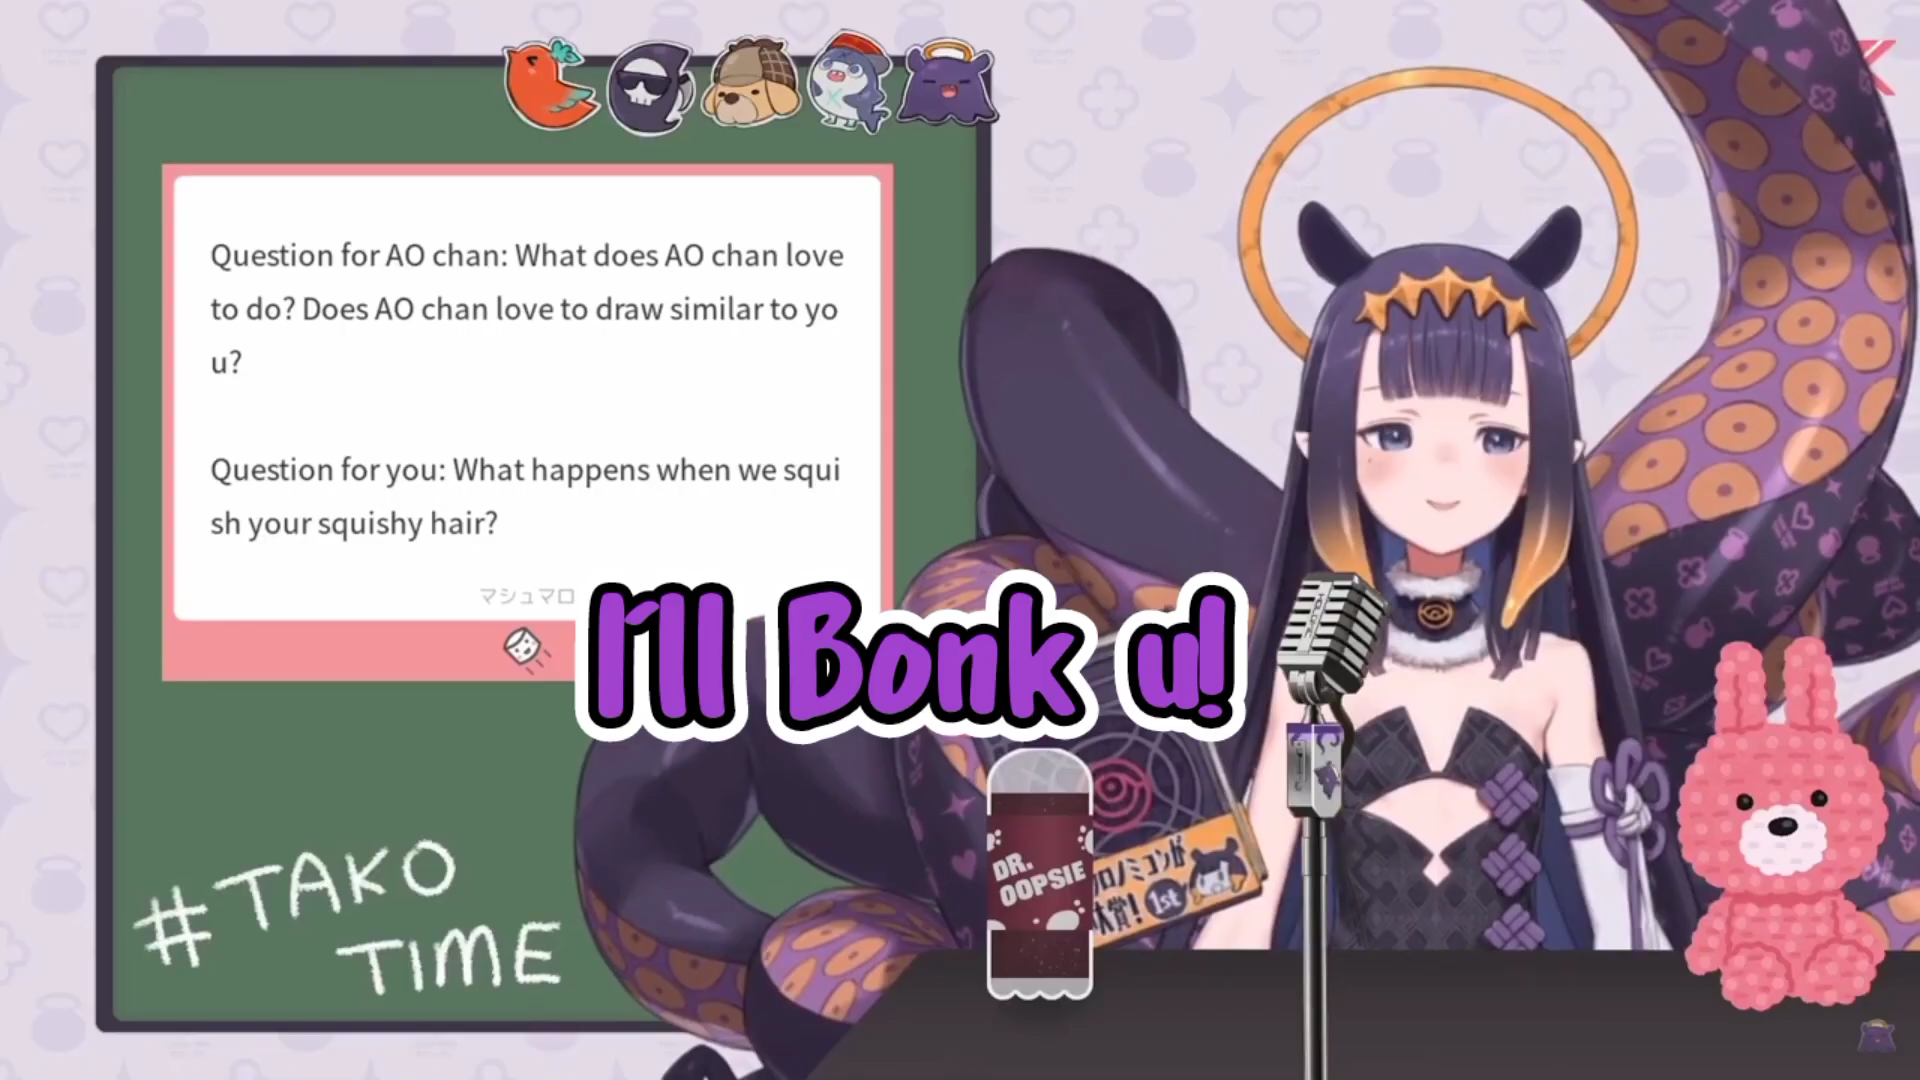 Question for AO chan: What does AO chan love
to do? Does AO chan love to draw similar to yo
u?
Question for you: What happens when we squi
sh your squishy hair?
マシュマロ
I'll Bonk u!
DR.
OOPSIE
1st
#TAKO
TIME